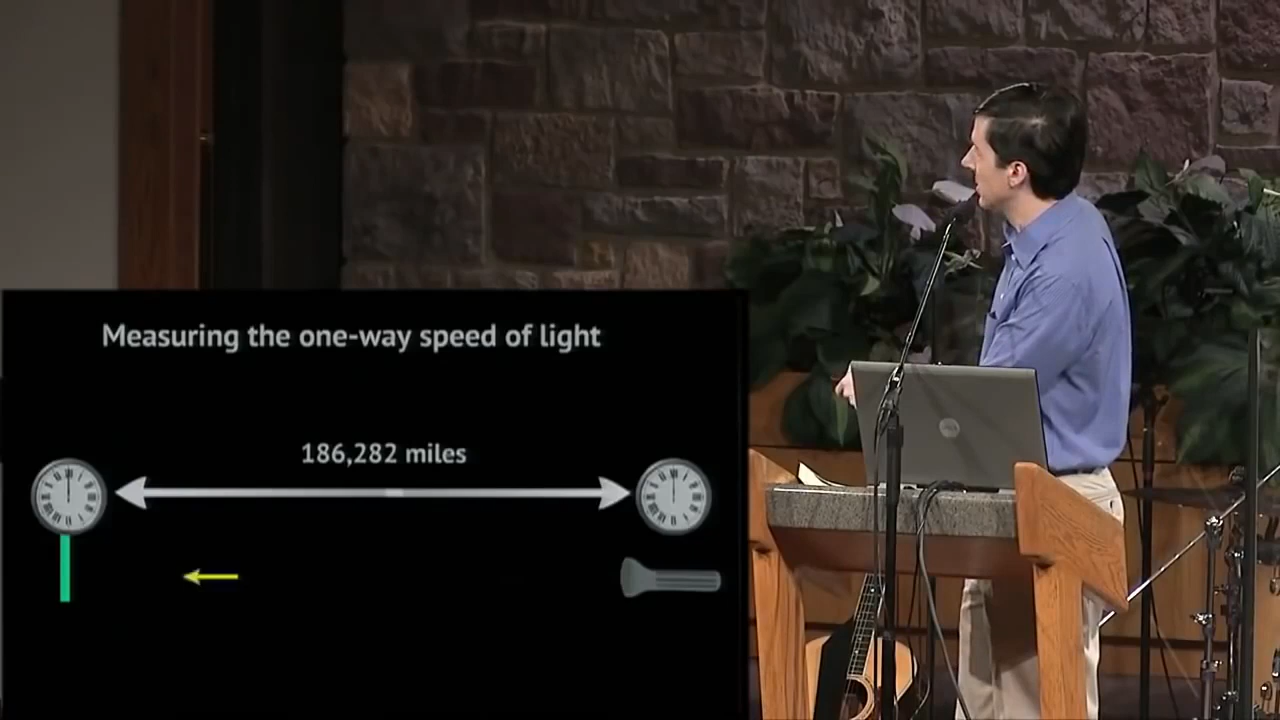 Measuring the one-way speed of light
186,282 miles